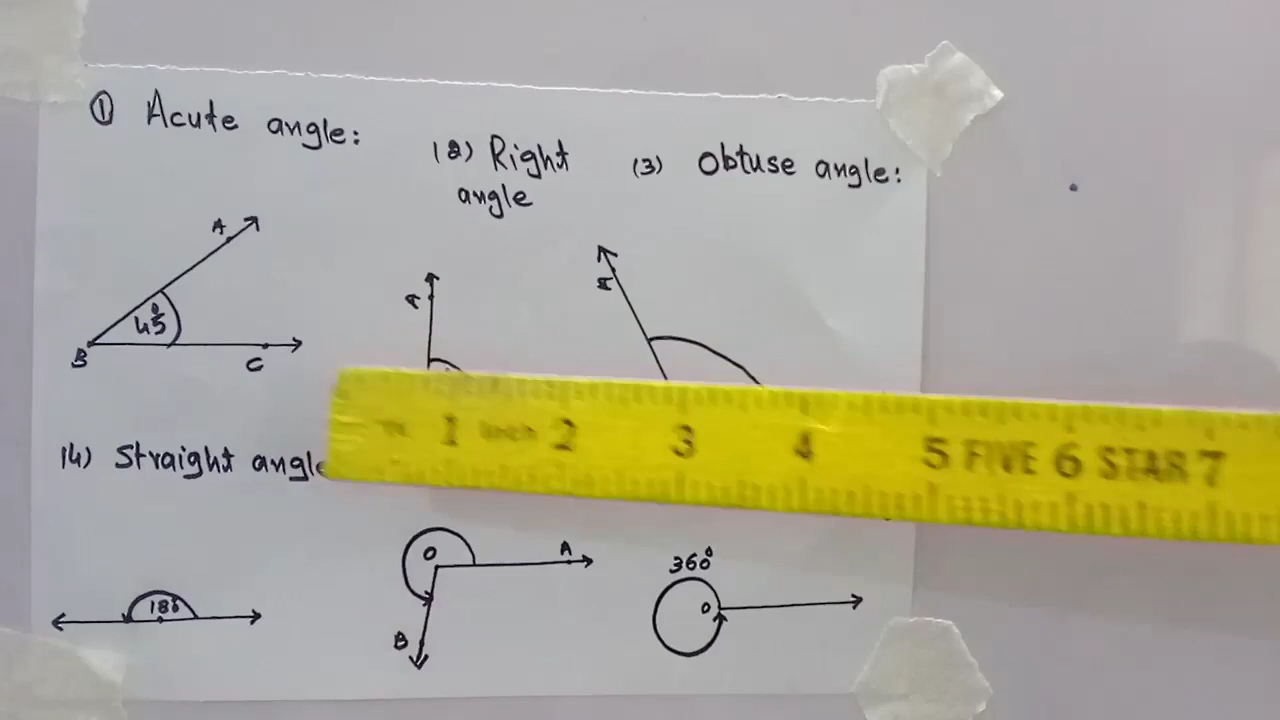 ① Acute angle:
(2) Right
angle
(3) Obtuse angle:
A
45°
B
C
A
1 Inch 2 3 4 5 FIVE 6 STAR 7
(4) Straight angle
180
O
A
B
360°
O